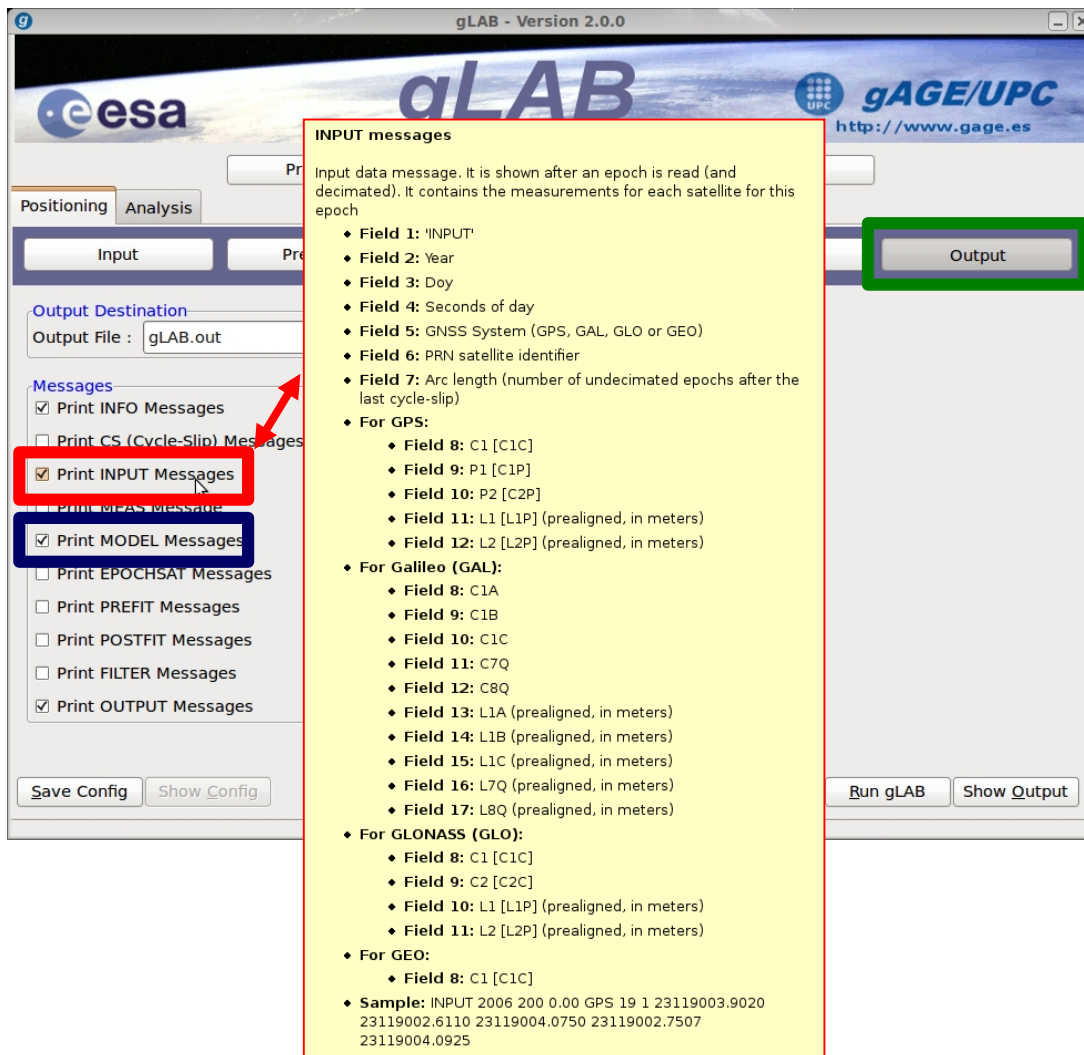 gLAB - Version 2.0.0
esa
gLAB
UPC
gAGE/UPC
http://www.gage.es
Positioning
Analysis
Input
Output
Output Destination
Output File :
gLAB.out
Messages
Print INFO Messages
Print CS (Cycle-Slip) Messages
Print INPUT Messages
Print MEAS Message
Print MODEL Messages
Print EPOCHSAT Messages
Print PREFIT Messages
Print POSTFIT Messages
Print FILTER Messages
Print OUTPUT Messages
Save Config
Show Config
Run gLAB
Show Output
INPUT messages
Input data message. It is shown after an epoch is read (and
decimated). It contains the measurements for each satellite for this
epoch
Field 1: 'INPUT'
Field 2: Year
Field 3: Doy
Field 4: Seconds of day
Field 5: GNSS System (GPS, GAL, GLO or GEO)
Field 6: PRN satellite identifier
Field 7: Arc length (number of undecimated epochs after the
last cycle-slip)
For GPS:
Field 8: C1 [C1C]
Field 9: P1 [C1P]
Field 10: P2 [C2P]
Field 11: L1 [L1P] (prealigned, in meters)
Field 12: L2 [L2P] (prealigned, in meters)
For Galileo (GAL):
Field 8: C1A
Field 9: C1B
Field 10: C1C
Field 11: C7Q
Field 12: C8Q
Field 13: L1A (prealigned, in meters)
Field 14: L1B (prealigned, in meters)
Field 15: L1C (prealigned, in meters)
Field 16: L7Q (prealigned, in meters)
Field 17: L8Q (prealigned, in meters)
For GLONASS (GLO):
Field 8: C1 [C1C]
Field 9: C2 [C2C]
Field 10: L1 [L1P] (prealigned, in meters)
Field 11: L2 [L2P] (prealigned, in meters)
For GEO:
Field 8: C1 [C1C]
Sample: INPUT 2006 200 0.00 GPS 19 1 23119003.9020
23119002.6110 23119004.0750 23119002.7507
23119004.0925